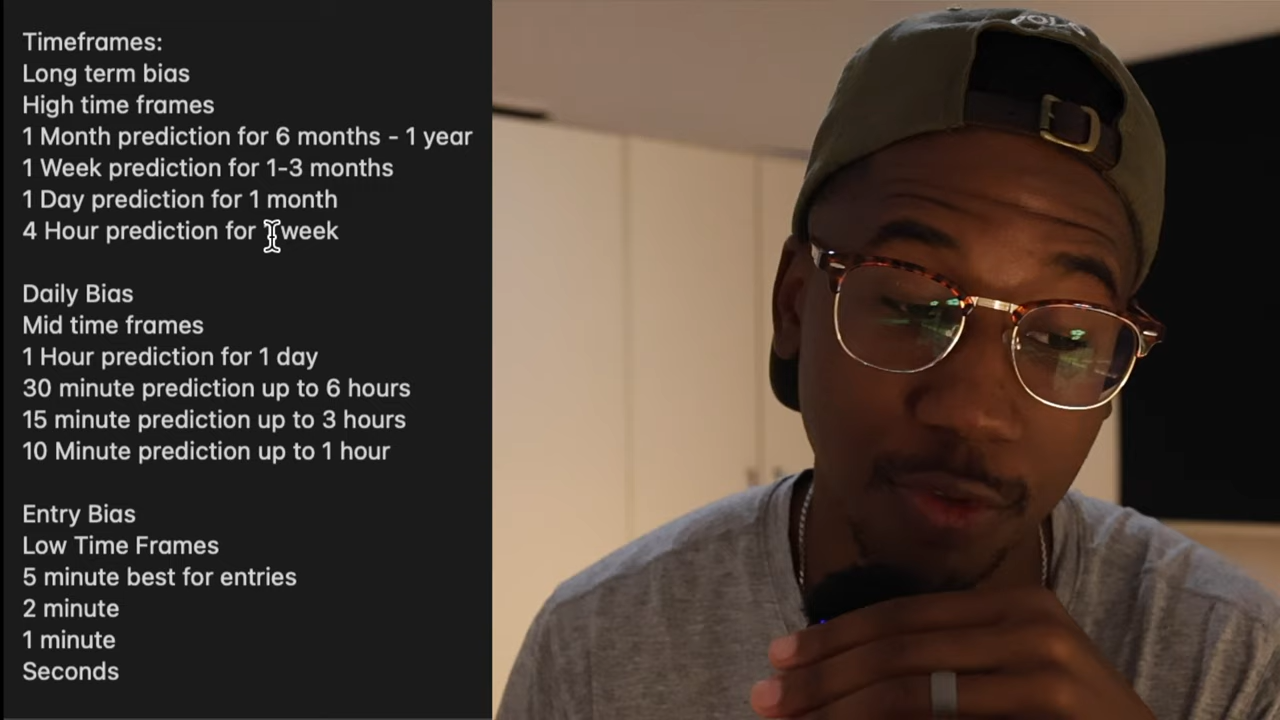 Timeframes:
Long term bias
High time frames
1 Month prediction for 6 months - 1 year
1 Week prediction for 1-3 months
1 Day prediction for 1 month
4 Hour prediction for week
Daily Bias
Mid time frames
1 Hour prediction for 1 day
30 minute prediction up to 6 hours
15 minute prediction up to 3 hours
10 Minute prediction up to 1 hour
Entry Bias
Low Time Frames
5 minute best for entries
2 minute
1 minute
Seconds